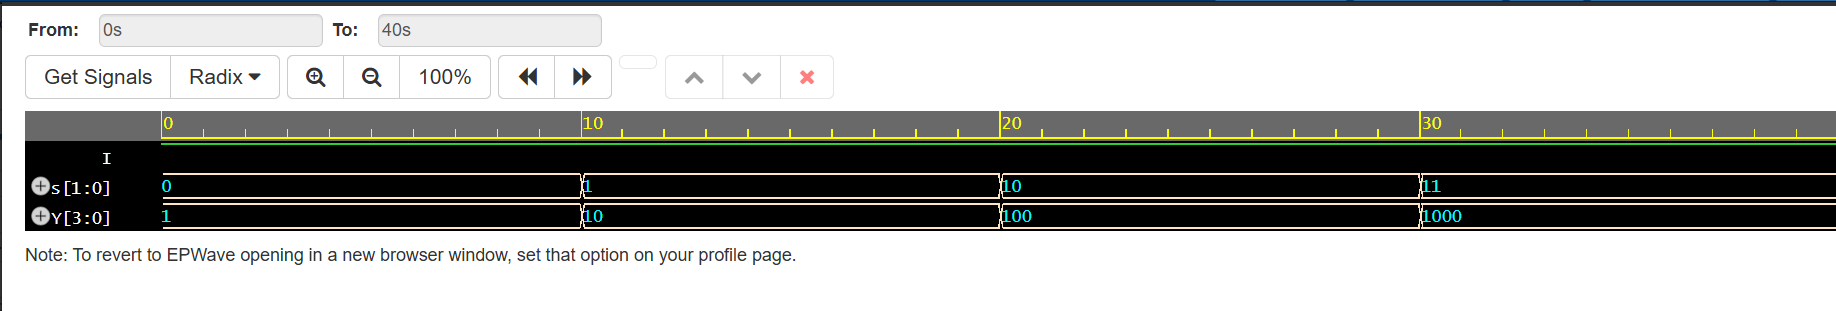 From: 0s To: 40s
Get Signals Radix 100%
0 10 20 30
I
s[1:0] 0 1 10 11
Y[3:0] 1 10 100 1000
Note: To revert to EPWave opening in a new browser window, set that option on your profile page.